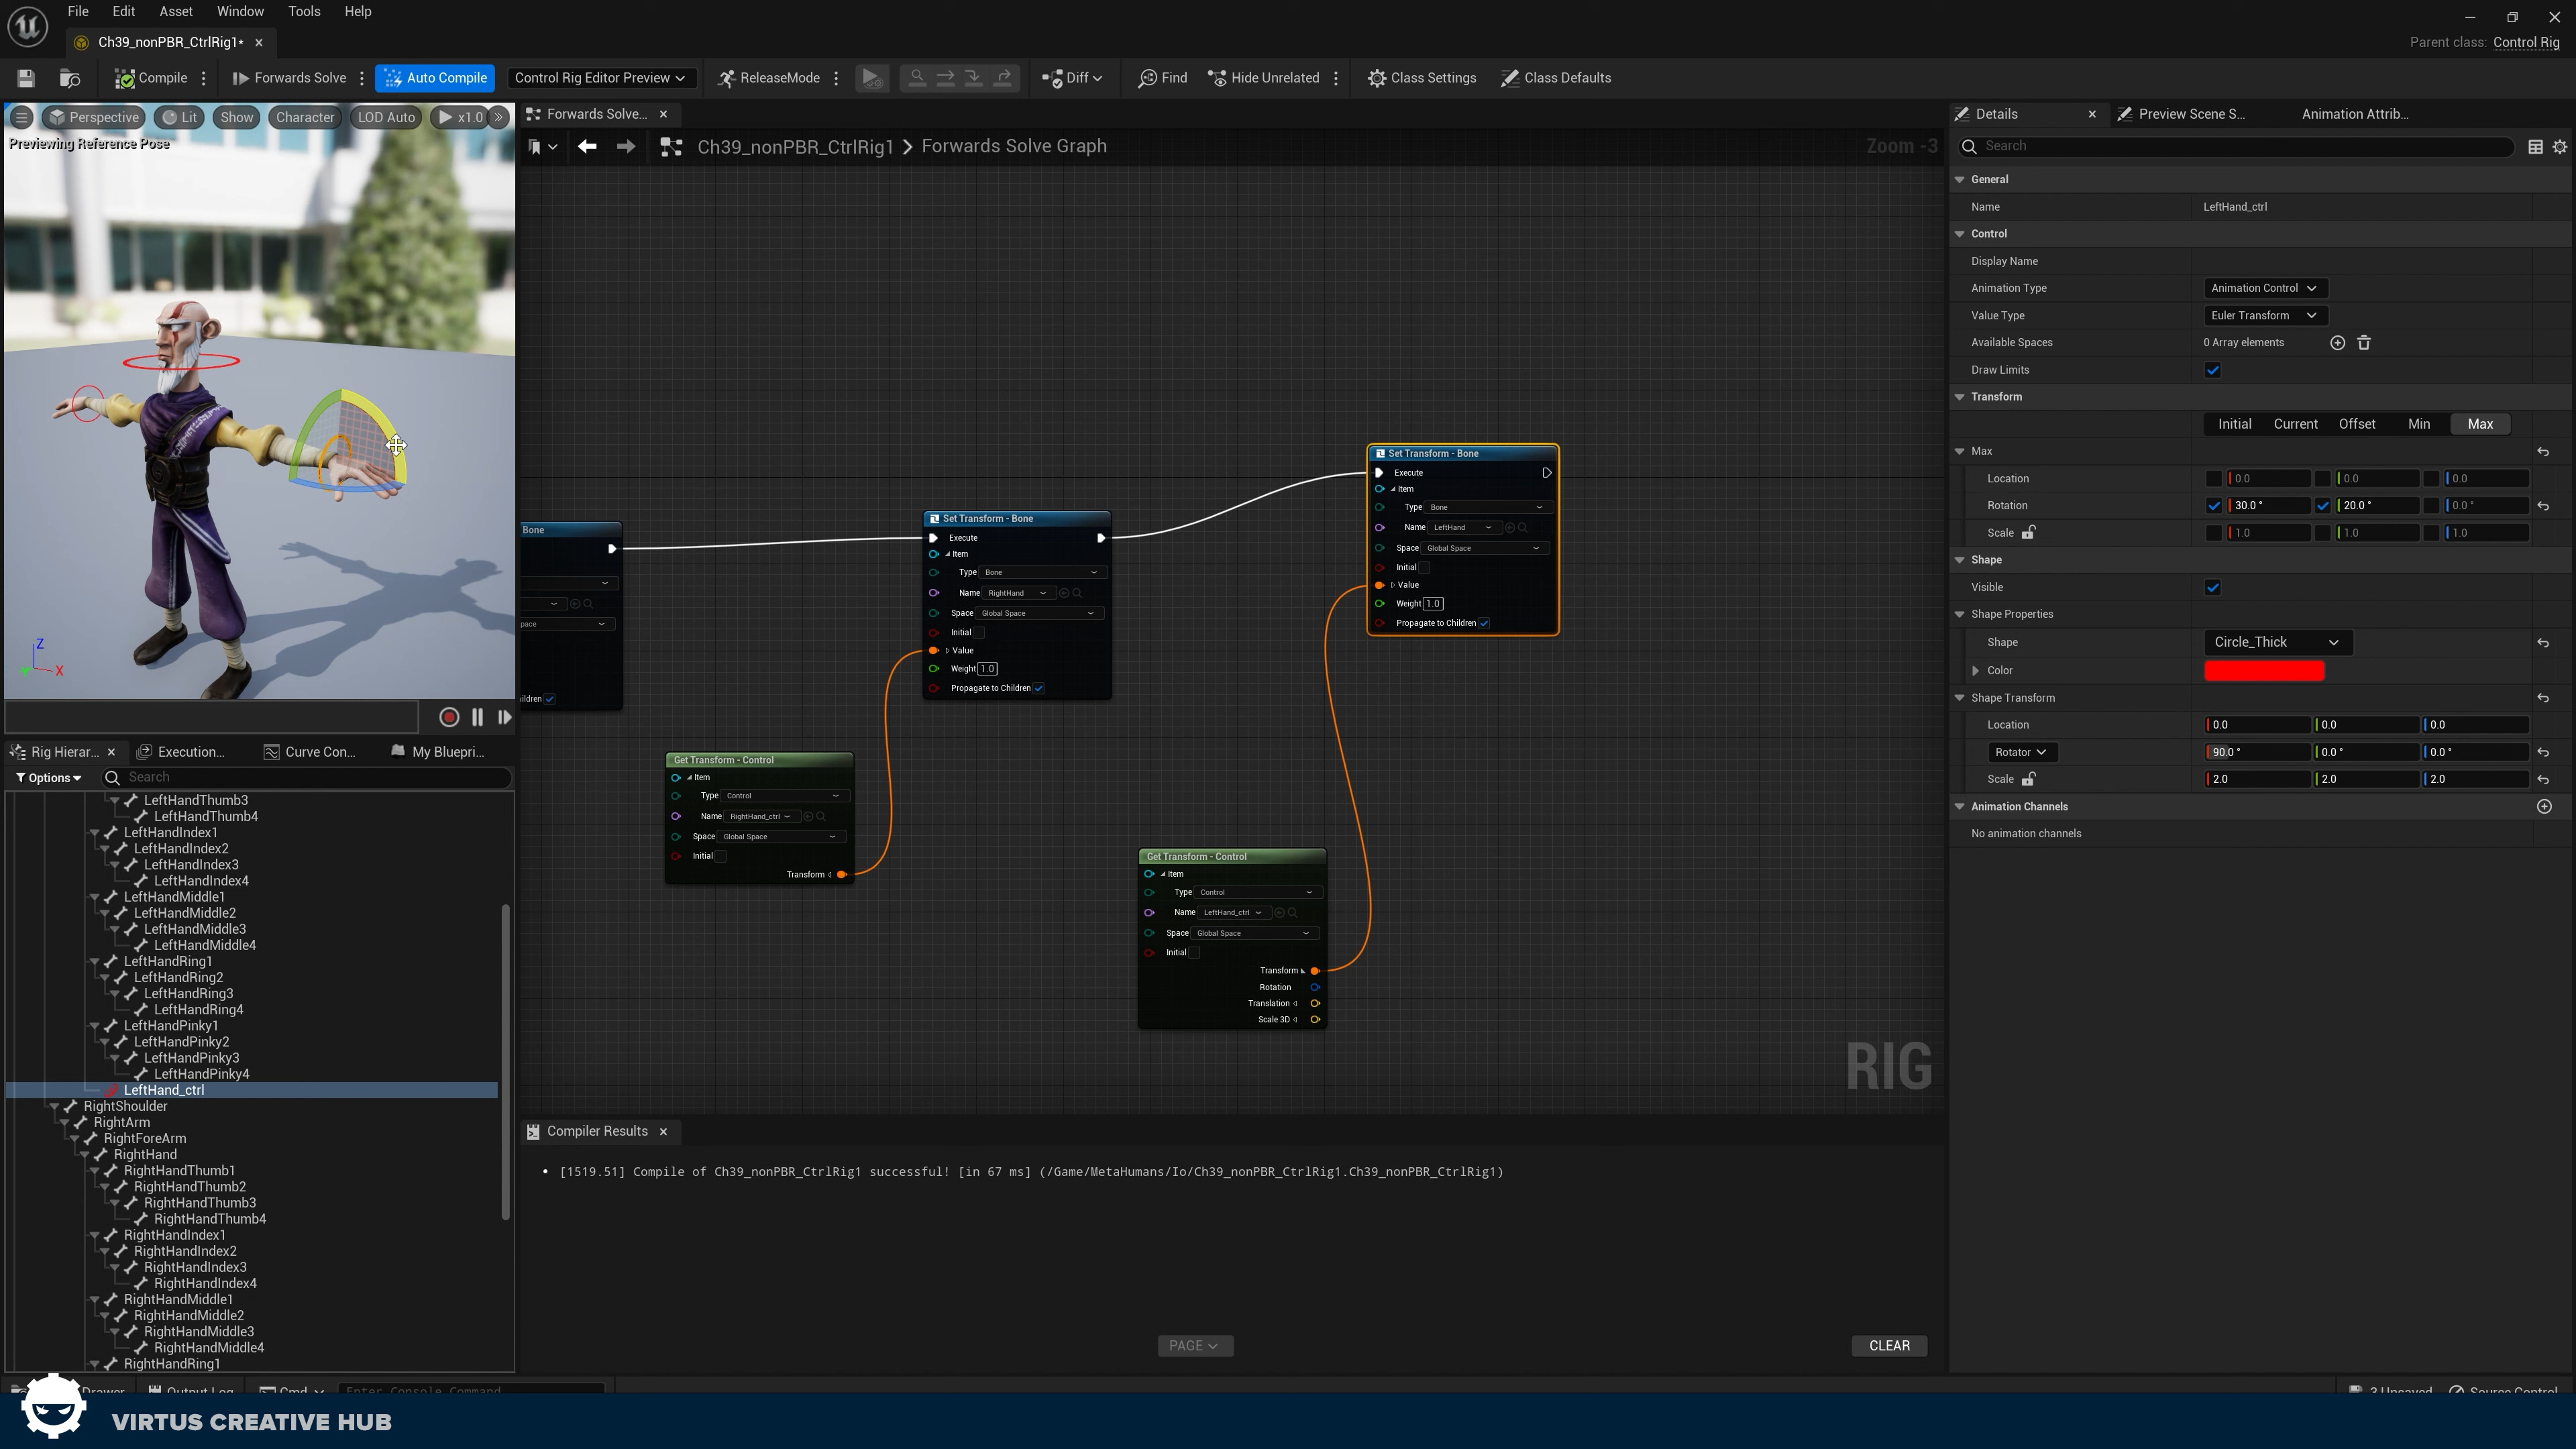 File Edit Asset Window Tools Help
Ch39_nonPBR_CtrlRig1*
Parent class: Control Rig
Compile Forwards Solve Auto Compile Control Rig Editor Preview ReleaseMode Diff Find Hide Unrelated Class Settings Class Defaults
Perspective Lit Show Character LOD Auto x1.0
Previewing Reference Pose
Z
X
Forwards Solve...
Ch39_nonPBR_CtrlRig1 > Forwards Solve Graph
Zoom -3
Bone
pace
ildren
Set Transform - Bone
Execute
Item
Type Bone
Name RightHand
Space Global Space
Initial
Value
Weight 1.0
Propagate to Children
Set Transform - Bone
Execute
Item
Type Bone
Name LeftHand
Space Global Space
Initial
Value
Weight 1.0
Propagate to Children
Get Transform - Control
Item
Type Control
Name RightHand_ctrl
Space Global Space
Initial
Transform
Get Transform - Control
Item
Type Control
Name LeftHand_ctrl
Space Global Space
Initial
Transform
Rotation
Translation
Scale 3D
RIG
Rig Hierar... Execution... Curve Con... My Bluepri...
Options Search
LeftHandThumb3
LeftHandThumb4
LeftHandIndex1
LeftHandIndex2
LeftHandIndex3
LeftHandIndex4
LeftHandMiddle1
LeftHandMiddle2
LeftHandMiddle3
LeftHandMiddle4
LeftHandRing1
LeftHandRing2
LeftHandRing3
LeftHandRing4
LeftHandPinky1
LeftHandPinky2
LeftHandPinky3
LeftHandPinky4
LeftHand_ctrl
RightShoulder
RightArm
RightForeArm
RightHand
RightHandThumb1
RightHandThumb2
RightHandThumb3
RightHandThumb4
RightHandIndex1
RightHandIndex2
RightHandIndex3
RightHandIndex4
RightHandMiddle1
RightHandMiddle2
RightHandMiddle3
RightHandMiddle4
RightHandRing1
Compiler Results
• [1519.51] Compile of Ch39_nonPBR_CtrlRig1 successful! [in 67 ms] (/Game/MetaHumans/Io/Ch39_nonPBR_CtrlRig1.Ch39_nonPBR_CtrlRig1)
PAGE
CLEAR
Details Preview Scene S... Animation Attrib...
Search
General
Name LeftHand_ctrl
Control
Display Name
Animation Type Animation Control
Value Type Euler Transform
Available Spaces 0 Array elements
Draw Limits
Transform
Initial Current Offset Min Max
Max
Location 0.0 0.0 0.0
Rotation 30.0 ° 20.0 ° 0.0 °
Scale 1.0 1.0 1.0
Shape
Visible
Shape Properties
Shape Circle_Thick
Color
Shape Transform
Location 0.0 0.0 0.0
Rotator 90.0 ° 0.0 ° 0.0 °
Scale 2.0 2.0 2.0
Animation Channels
No animation channels
Drawer Output Log Cmd Enter Console Command
3 Unsaved Source Control
VIRTUS CREATIVE HUB